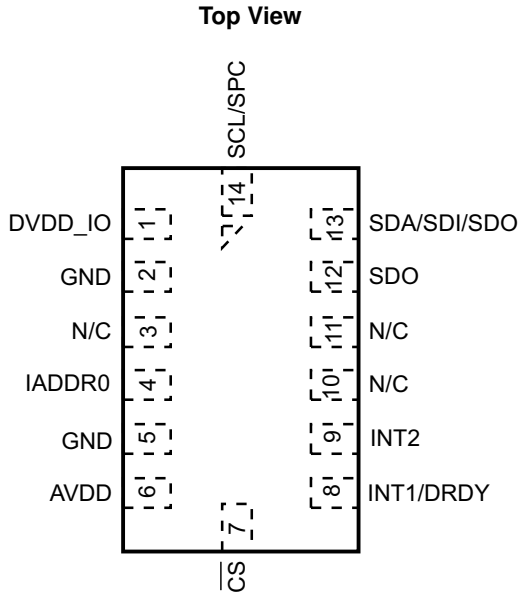 Top View
SCL/SPC
14
DVDD_IO 1
13 SDA/SDI/SDO
GND 2
12 SDO
N/C 3
11 N/C
IADDR0 4
10 N/C
GND 5
9 INT2
AVDD 6
8 INT1/DRDY
7
CS